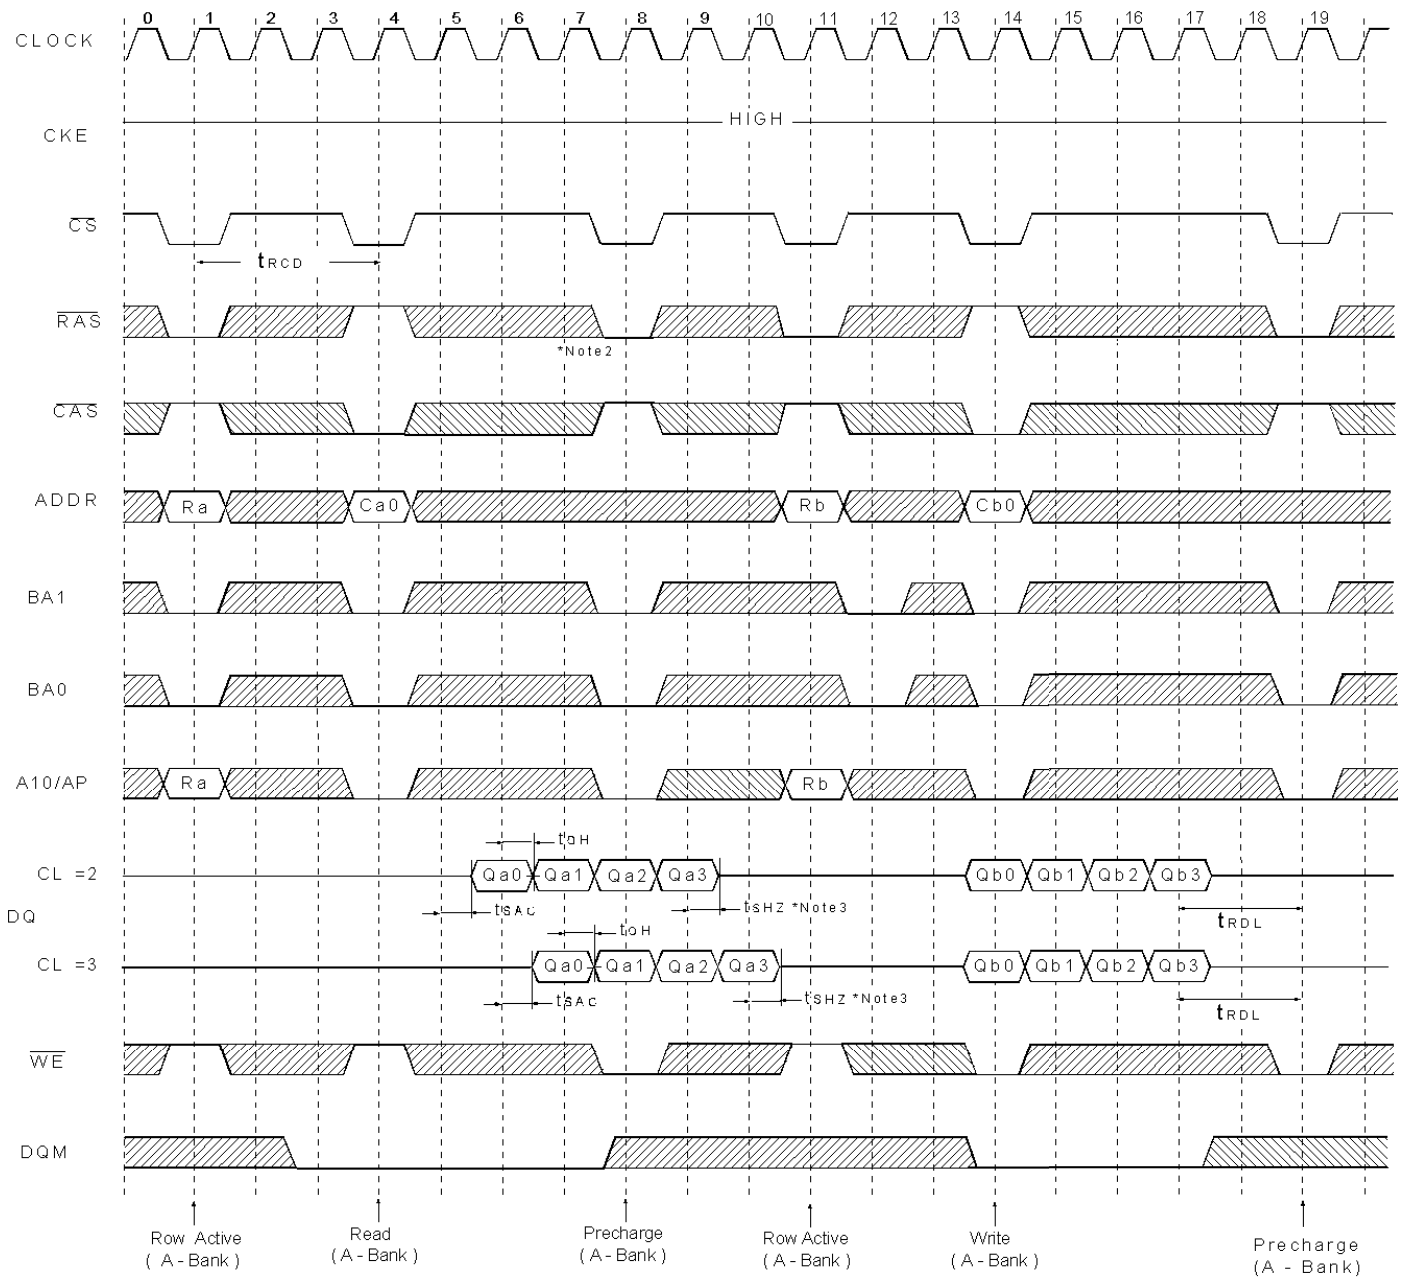 0 1 2 3 4 5 6 7 8 9 10 11 12 13 14 15 16 17 18 19
CLOCK
CKE
HIGH
CS
tRCD
RAS
*Note2
CAS
ADDR
Ra Ca0 Rb Cb0
BA1
BA0
A10/AP
Ra Rb
tOH
CL =2
Qa0 Qa1 Qa2 Qa3 Qb0 Qb1 Qb2 Qb3
tSAC tSHZ *Note3
tRDL
DQ
tOH
CL =3
Qa0 Qa1 Qa2 Qa3 Qb0 Qb1 Qb2 Qb3
tSAC tSHZ *Note3
tRDL
WE
DQM
Row Active
( A - Bank )
Read
( A - Bank )
Precharge
( A - Bank )
Row Active
( A - Bank )
Write
( A - Bank )
Precharge
(A - Bank)